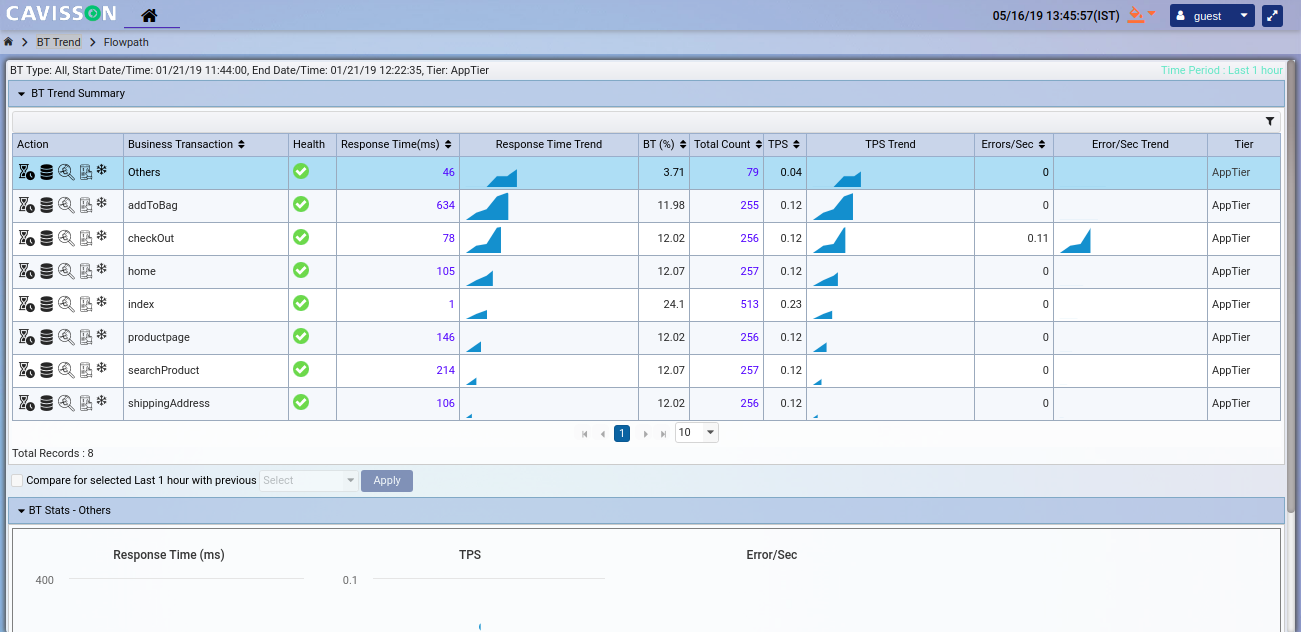 CAVISSON
05/16/19 13:45:57(IST) guest
BT Trend Flowpath
BT Type: All, Start Date/Time: 01/21/19 11:44:00, End Date/Time: 01/21/19 12:22:35, Tier: AppTier Time Period : Last 1 hour
BT Trend Summary
Action Business Transaction Health Response Time(ms) Response Time Trend BT (%) Total Count TPS TPS Trend Errors/Sec Error/Sec Trend Tier
Others 46 3.71 79 0.04 0 AppTier
addToBag 634 11.98 255 0.12 0 AppTier
checkOut 78 12.02 256 0.12 0.11 AppTier
home 105 12.07 257 0.12 0 AppTier
index 1 24.1 513 0.23 0 AppTier
productpage 146 12.02 256 0.12 0 AppTier
searchProduct 214 12.07 257 0.12 0 AppTier
shippingAddress 106 12.02 256 0.12 0 AppTier
1 10
Total Records : 8
Compare for selected Last 1 hour with previous Select Apply
BT Stats - Others
Response Time (ms) TPS Error/Sec
400 0.1